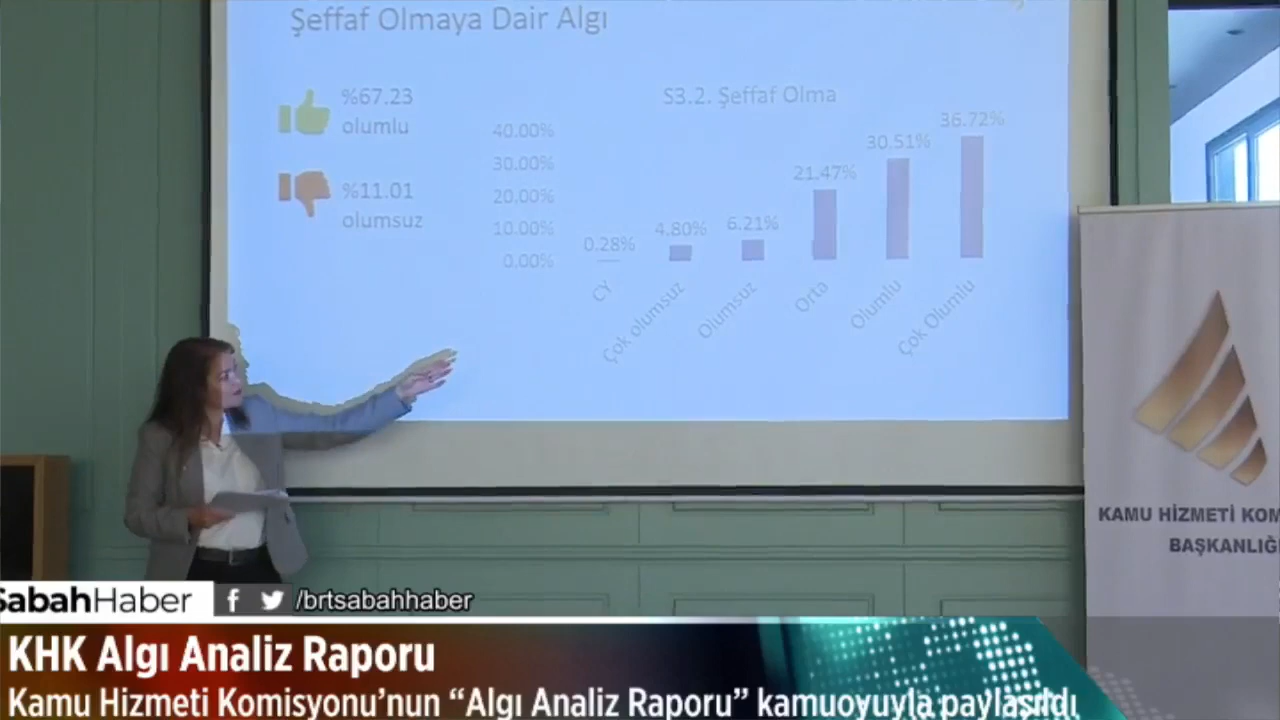 Şeffaf Olmaya Dair Algı
%67.23
olumlu
%11.01
olumsuz
S3.2. Şeffaf Olma
40.00%
30.00%
20.00%
10.00%
0.00%
0.28%
4.80%
6.21%
21.47%
30.51%
36.72%
CY
Çok olumsuz
Olumsuz
Orta
Olumlu
Çok Olumlu
KAMU HİZMETİ KOM
BAŞKANLIĞI
SabahHaber
/brtsabahhaber
KHK Algı Analiz Raporu
Kamu Hizmeti Komisyonu'nun “Algı Analiz Raporu” kamuoyuyla paylaşıldı